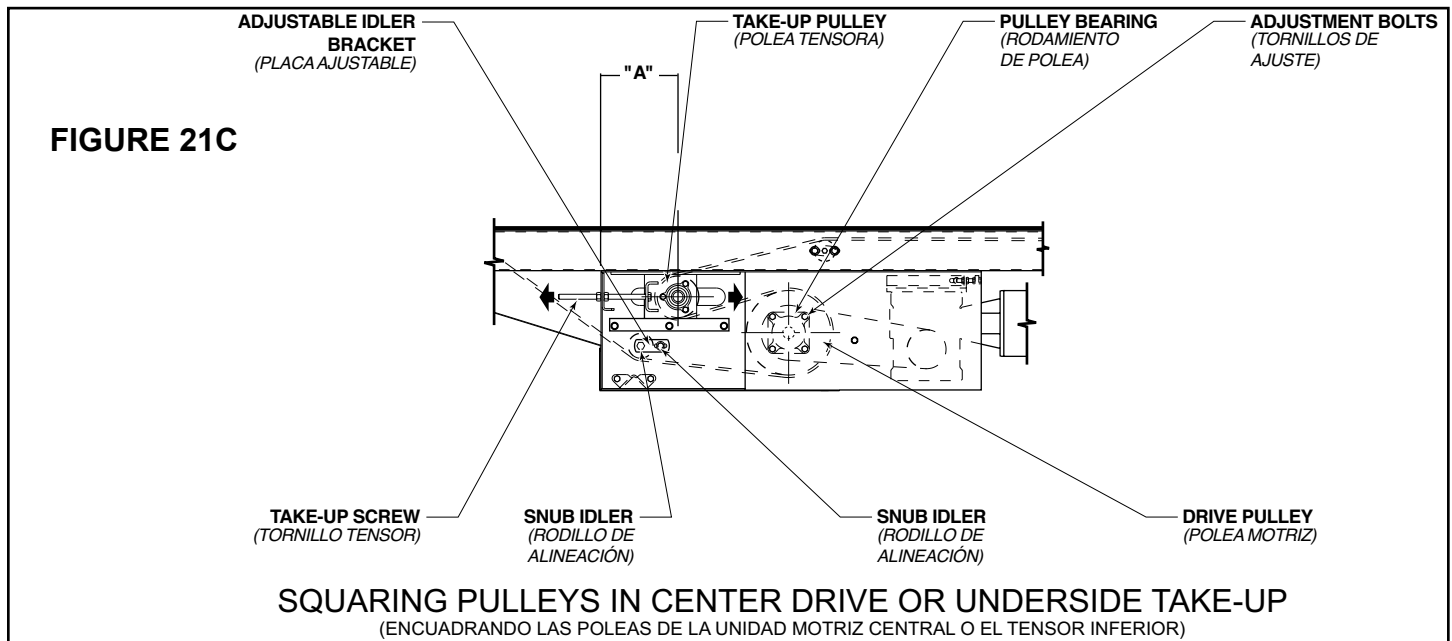 ADJUSTABLE IDLER
BRACKET
(PLACA AJUSTABLE)
TAKE-UP PULLEY
(POLEA TENSORA)
PULLEY BEARING
(RODAMIENTO
DE POLEA)
ADJUSTMENT BOLTS
(TORNILLOS DE
AJUSTE)
"A"
FIGURE 21C
TAKE-UP SCREW
(TORNILLO TENSOR)
SNUB IDLER
(RODILLO DE
ALINEACIÓN)
SNUB IDLER
(RODILLO DE
ALINEACIÓN)
DRIVE PULLEY
(POLEA MOTRIZ)
SQUARING PULLEYS IN CENTER DRIVE OR UNDERSIDE TAKE-UP
(ENCUADRANDO LAS POLEAS DE LA UNIDAD MOTRIZ CENTRAL O EL TENSOR INFERIOR)